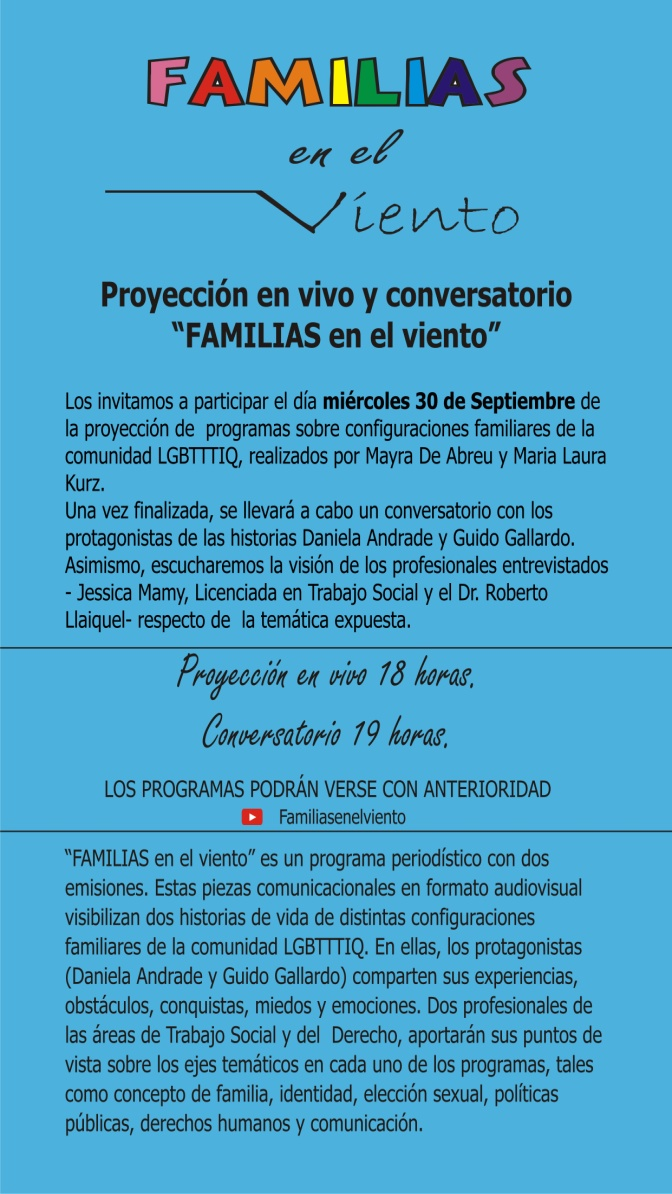 FAMILIAS
en el
Viento
Proyección en vivo y conversatorio
“FAMILIAS en el viento”
Los invitamos a participar el día miércoles 30 de Septiembre de
la proyección de programas sobre configuraciones familiares de la
comunidad LGBTTTIQ, realizados por Mayra De Abreu y Maria Laura
Kurz.
Una vez finalizada, se llevará a cabo un conversatorio con los
protagonistas de las historias Daniela Andrade y Guido Gallardo.
Asimismo, escucharemos la visión de los profesionales entrevistados
- Jessica Mamy, Licenciada en Trabajo Social y el Dr. Roberto
Llaiquel- respecto de la temática expuesta.
Proyección en vivo 18 horas.
Conversatorio 19 horas.
LOS PROGRAMAS PODRÁN VERSE CON ANTERIORIDAD
Familiasenelviento
“FAMILIAS en el viento” es un programa periodístico con dos
emisiones. Estas piezas comunicacionales en formato audiovisual
visibilizan dos historias de vida de distintas configuraciones
familiares de la comunidad LGBTTTIQ. En ellas, los protagonistas
(Daniela Andrade y Guido Gallardo) comparten sus experiencias,
obstáculos, conquistas, miedos y emociones. Dos profesionales de
las áreas de Trabajo Social y del Derecho, aportarán sus puntos de
vista sobre los ejes temáticos en cada uno de los programas, tales
como concepto de familia, identidad, elección sexual, políticas
públicas, derechos humanos y comunicación.